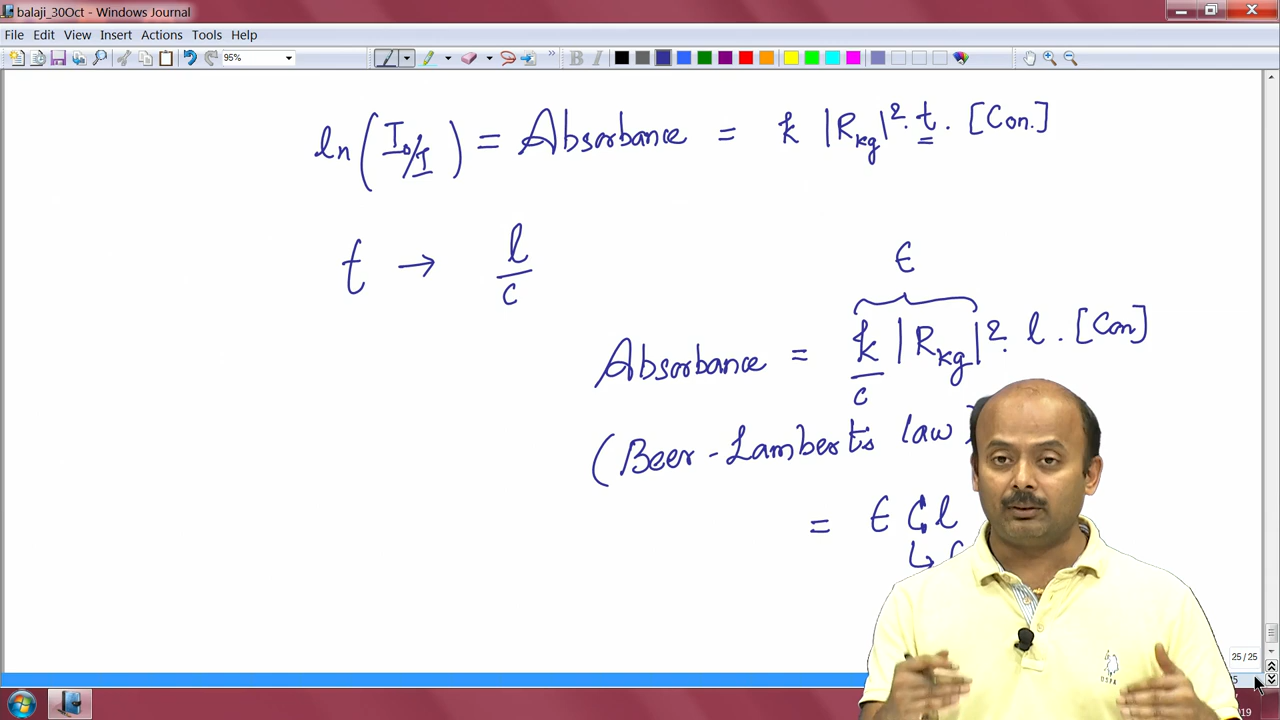 balaji_30Oct - Windows Journal
File Edit View Insert Actions Tools Help
95%
B I
ln(I₀/I) = Absorbance = k |R_kg|². t . [Con.]
t → l/c
ϵ
Absorbance = k/c |R_kg|². l . [Con]
(Beer-Lamberts law
= ϵ C l
25 / 25